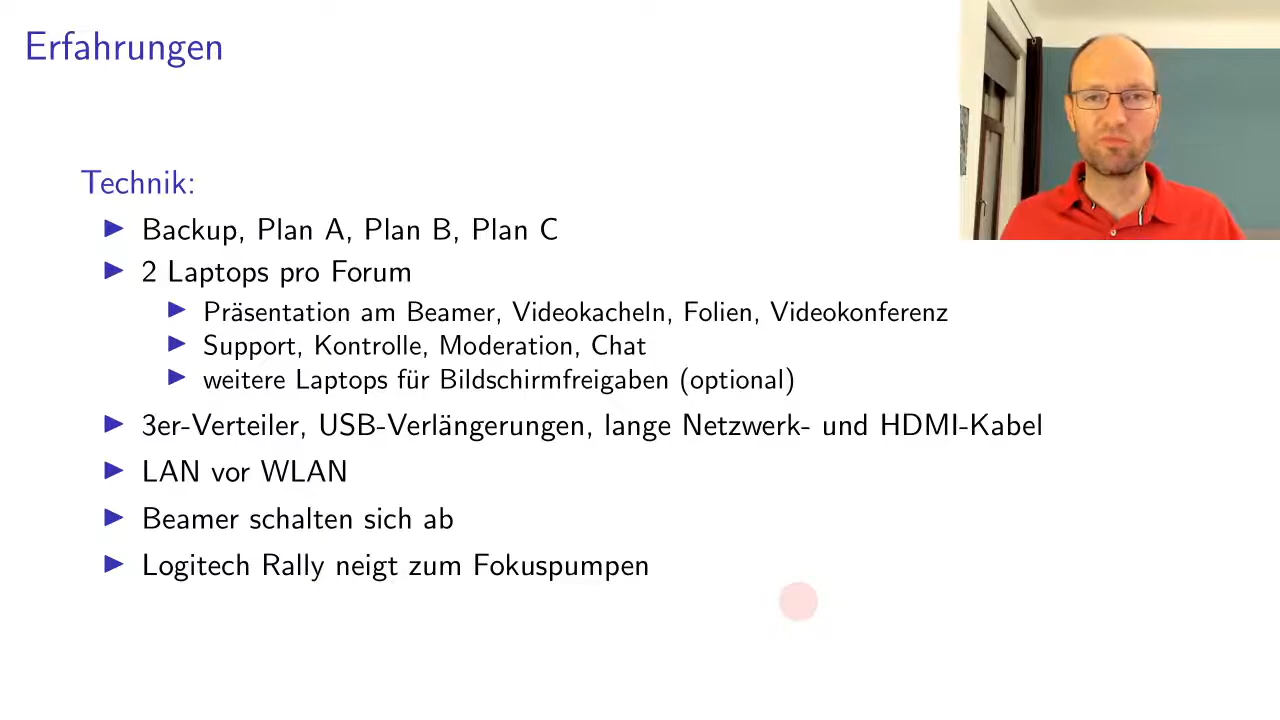 Erfahrungen
Technik:
Backup, Plan A, Plan B, Plan C
2 Laptops pro Forum
Präsentation am Beamer, Videokacheln, Folien, Videokonferenz
Support, Kontrolle, Moderation, Chat
weitere Laptops für Bildschirmfreigaben (optional)
3er-Verteiler, USB-Verlängerungen, lange Netzwerk- und HDMI-Kabel
LAN vor WLAN
Beamer schalten sich ab
Logitech Rally neigt zum Fokuspumpen